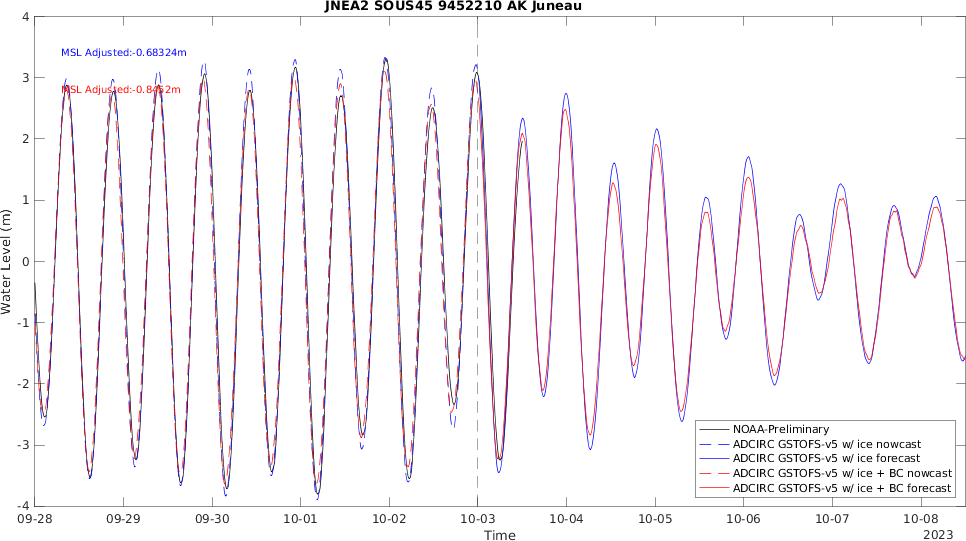 JNEA2 SOUS45 9452210 AK Juneau
MSL Adjusted:-0.68324m
MSL
4
3
2
1
0
-1
-2
-3
-4
Water Level (m)
09-28 09-29 09-30 10-01 10-02 10-03 10-04 10-05 10-06 10-07 10-08
Time
2023
NOAA-Preliminary
ADCIRC GSTOFS-v5 w/ ice nowcast
ADCIRC GSTOFS-v5 w/ ice forecast
ADCIRC GSTOFS-v5 w/ ice + BC nowcast
ADCIRC GSTOFS-v5 w/ ice + BC forecast